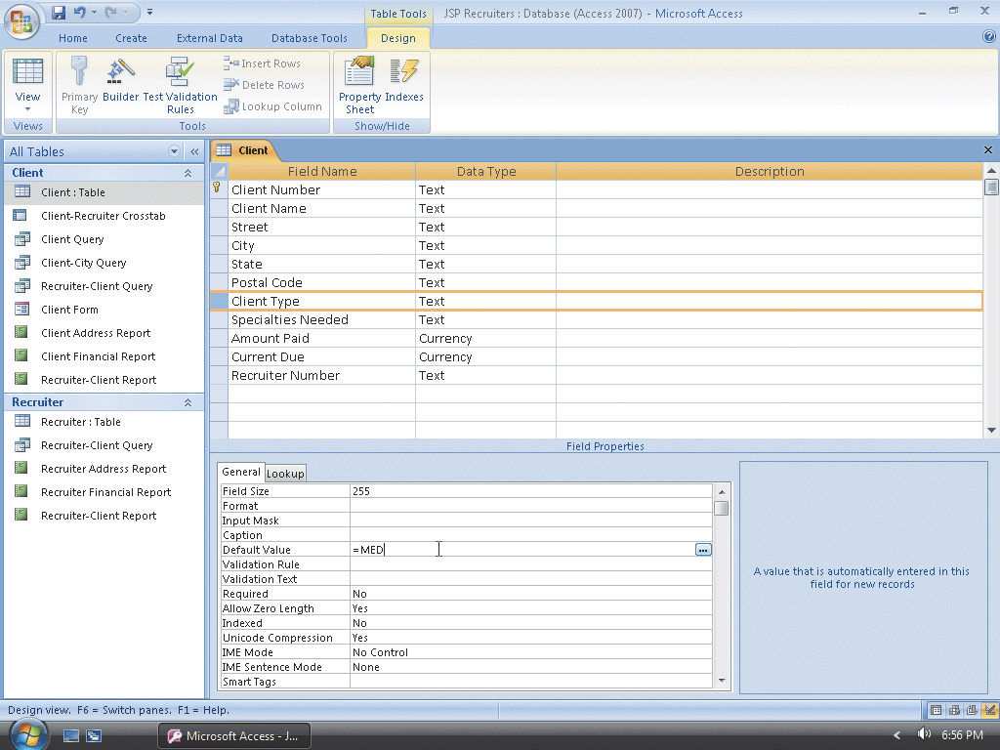 Table Tools JSP Recruiters : Database (Access 2007) - Microsoft Access
Home Create External Data Database Tools Design
View
Primary Key
Builder
Test Validation Rules
Insert Rows
Delete Rows
Lookup Column
Property Sheet
Indexes
Views Tools Show/Hide
All Tables
Client
Client : Table
Client-Recruiter Crosstab
Client Query
Client-City Query
Recruiter-Client Query
Client Form
Client Address Report
Client Financial Report
Recruiter-Client Report
Recruiter
Recruiter : Table
Recruiter-Client Query
Recruiter Address Report
Recruiter Financial Report
Recruiter-Client Report
Client
Field Name Data Type Description
Client Number Text
Client Name Text
Street Text
City Text
State Text
Postal Code Text
Client Type Text
Specialties Needed Text
Amount Paid Currency
Current Due Currency
Recruiter Number Text
Field Properties
General Lookup
Field Size 255
Format
Input Mask
Caption
Default Value =MED
Validation Rule
Validation Text
Required No
Allow Zero Length Yes
Indexed No
Unicode Compression Yes
IME Mode No Control
IME Sentence Mode None
Smart Tags
A value that is automatically entered in this
field for new records
Design view. F6 = Switch panes. F1 = Help.
Microsoft Access - J...
6:56 PM